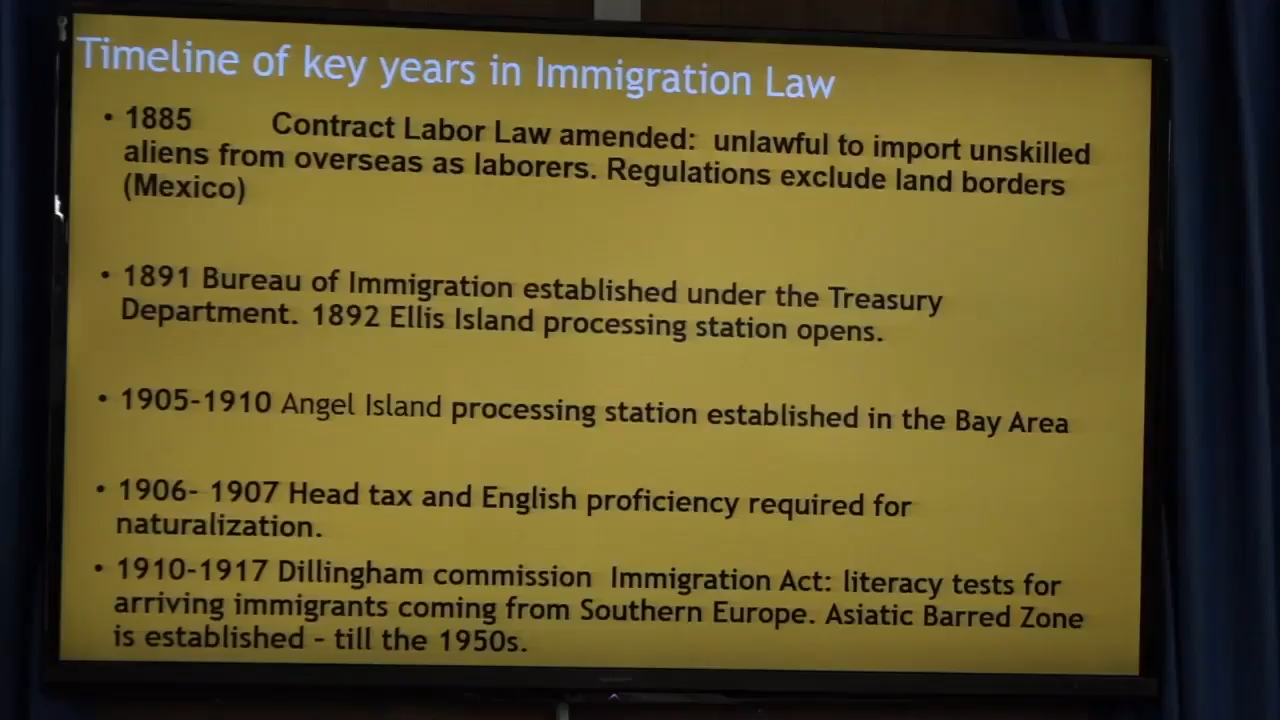 Timeline of key years in Immigration Law
• 1885 Contract Labor Law amended: unlawful to import unskilled
aliens from overseas as laborers. Regulations exclude land borders
(Mexico)
• 1891 Bureau of Immigration established under the Treasury
Department. 1892 Ellis Island processing station opens.
• 1905-1910 Angel Island processing station established in the Bay Area
• 1906- 1907 Head tax and English proficiency required for
naturalization.
• 1910-1917 Dillingham commission Immigration Act: literacy tests for
arriving immigrants coming from Southern Europe. Asiatic Barred Zone
is established – till the 1950s.